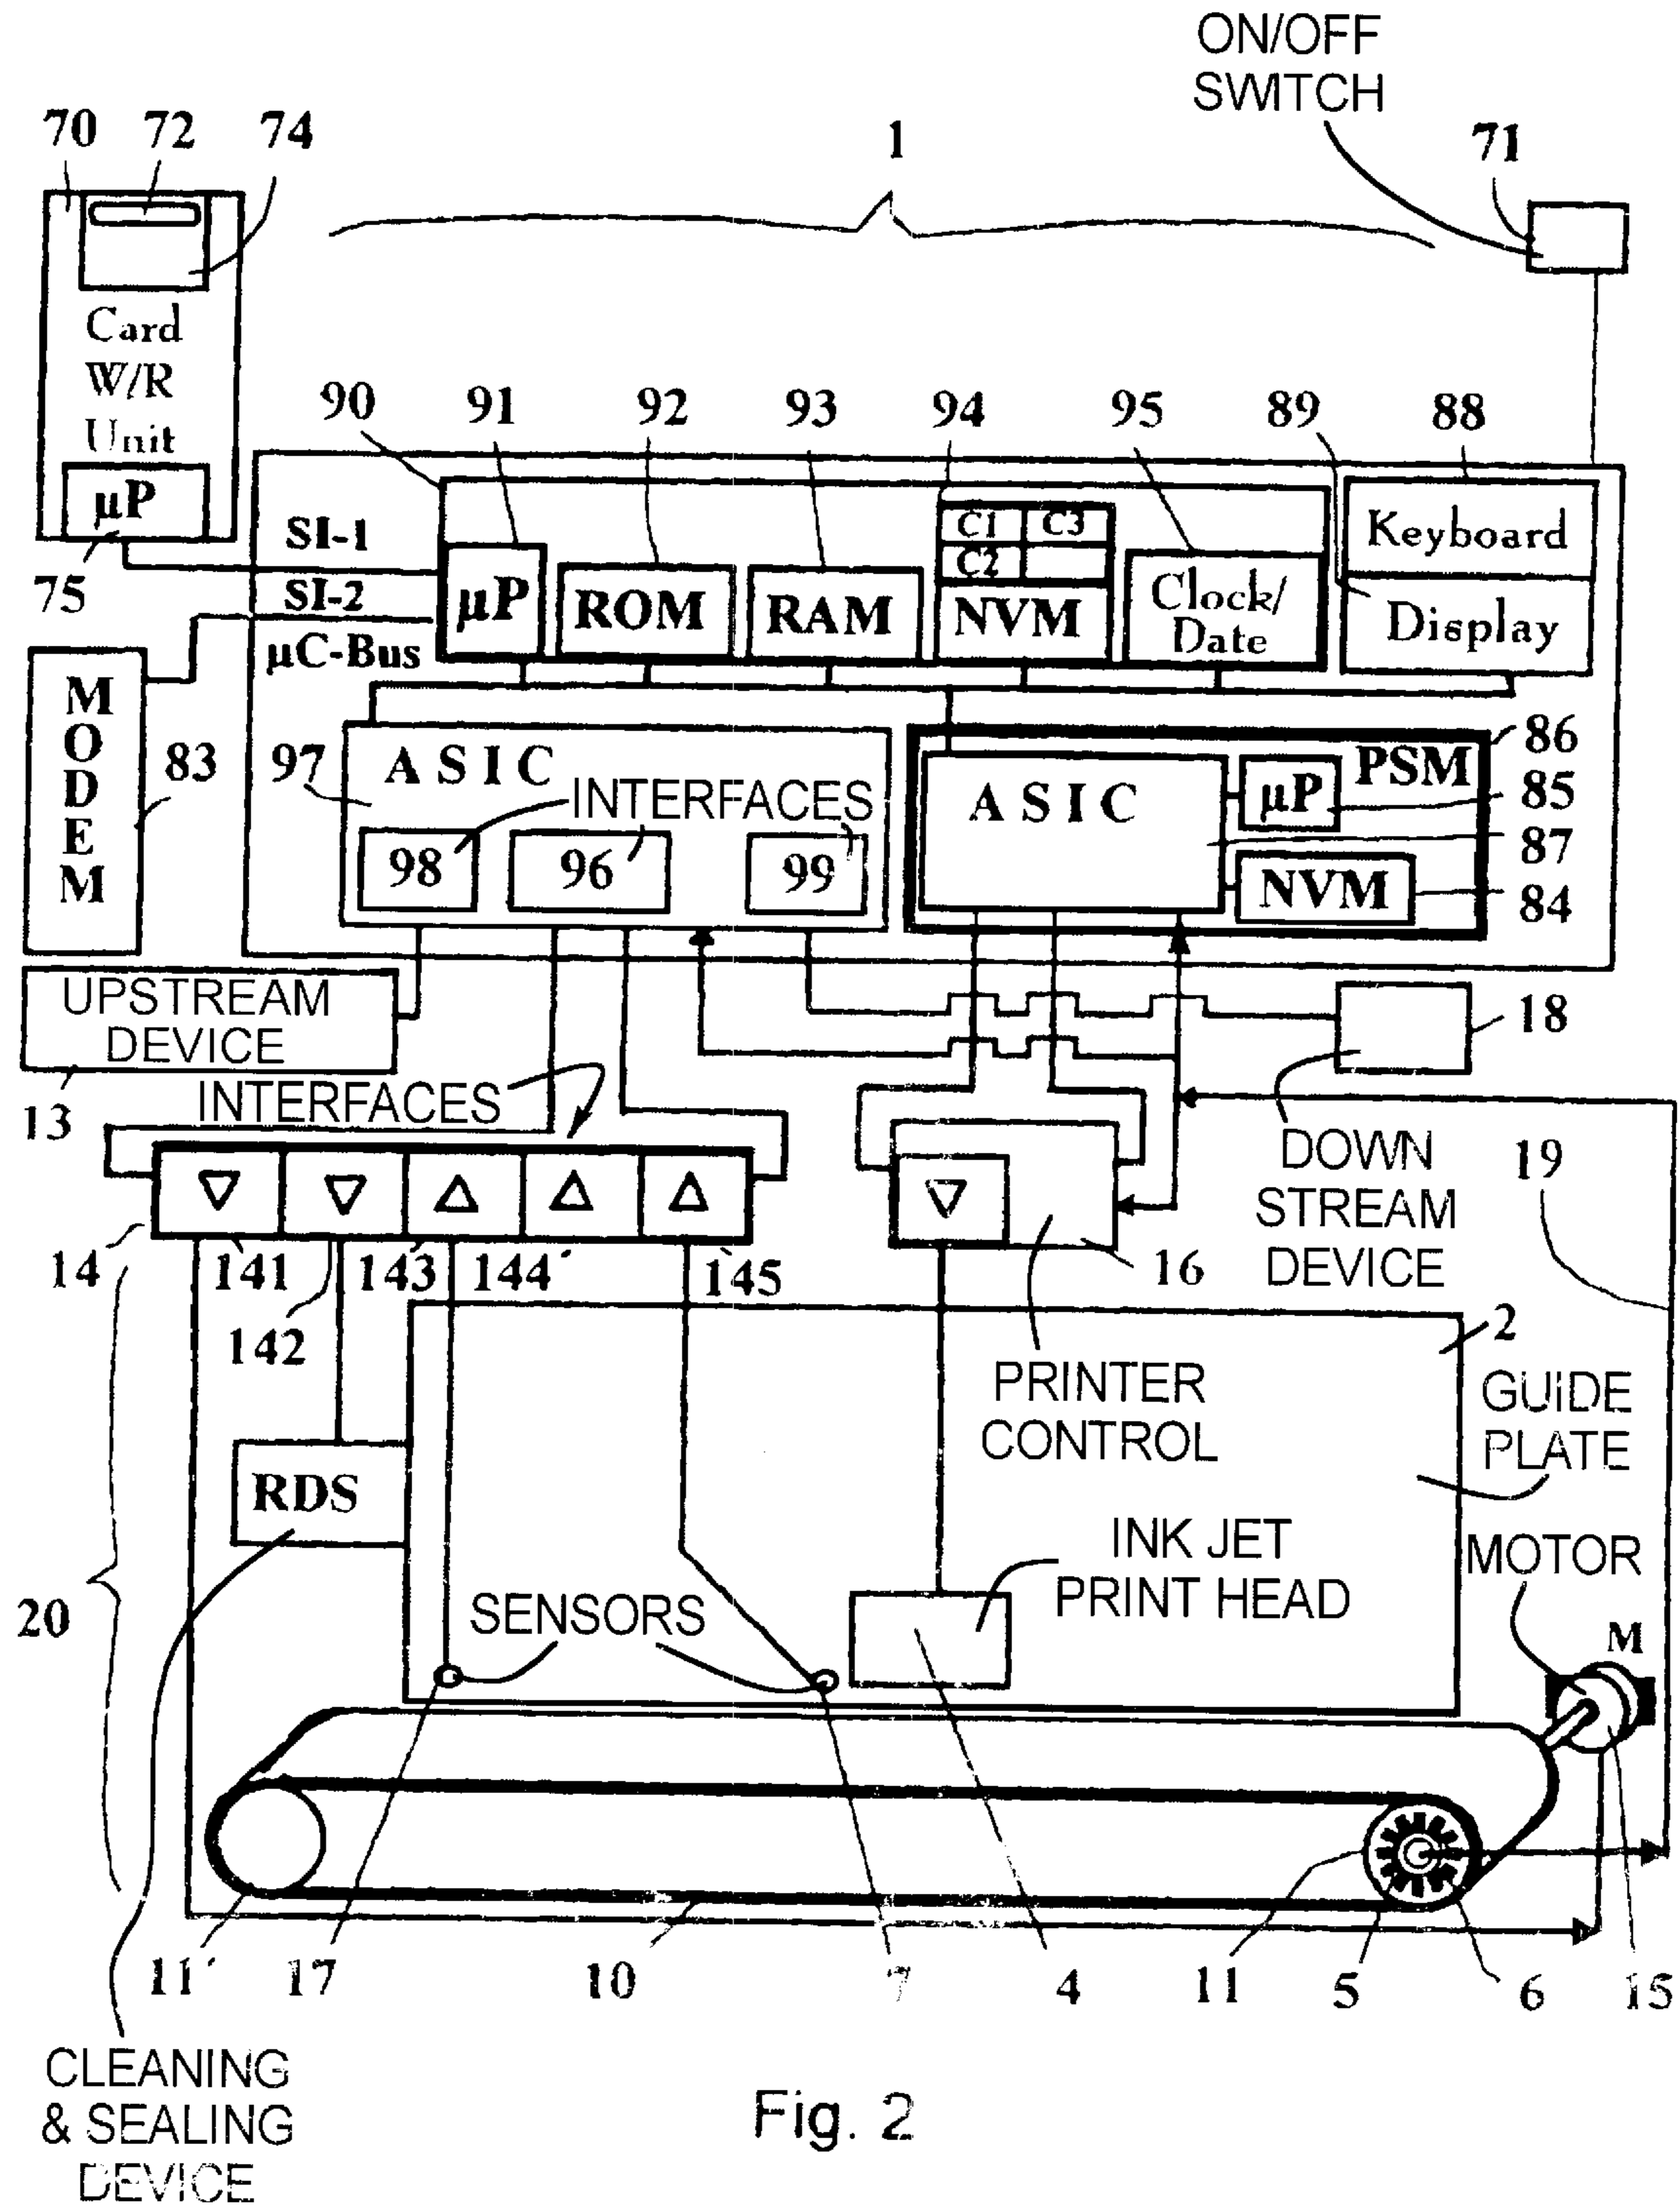 ON/OFF
SWITCH
70 72 74
1
71
Card
W/R
Unit
µP
75
90 91 92 93 94 95 89 88
SI-1
SI-2
µC-Bus
µP
ROM
RAM
C1 C3
C2
NVM
Clock/
Date
Keyboard
Display
MODEM
83
97
ASIC
INTERFACES
98 96 99
ASIC
µP
PSM
NVM
86
85
87
84
UPSTREAM
DEVICE
13
INTERFACES
18
DOWN
STREAM
DEVICE
19
14
141 143 144´ 145
142
16
2
PRINTER
CONTROL
GUIDE
PLATE
RDS
INK JET
PRINT HEAD
MOTOR
M
SENSORS
20
11´ 17 10 7 4 11 5 6 15
CLEANING
& SEALING
DEVICE
Fig. 2